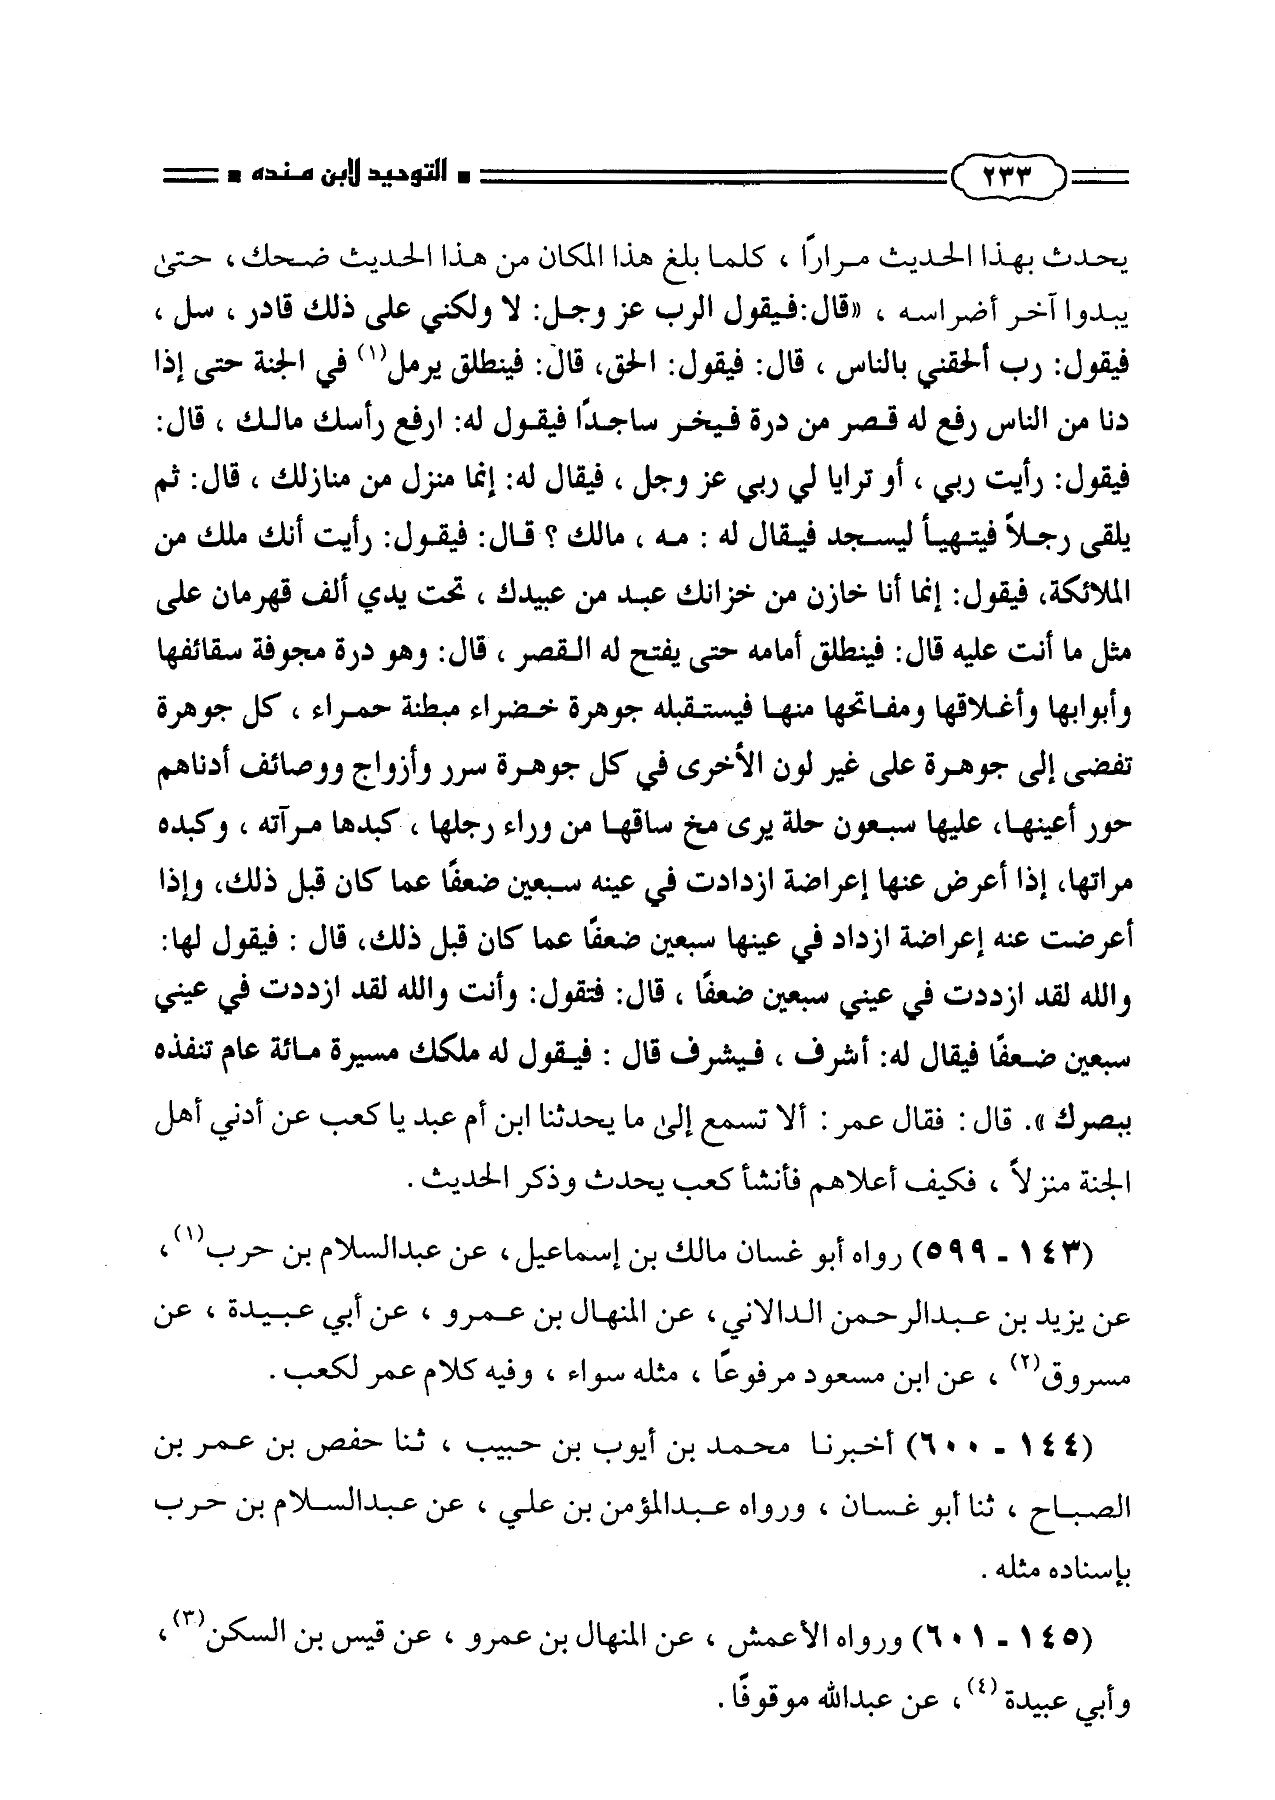 ٢٣٣ ▪ التوحيد لابن منده ▪
يحدث بهذا الحديث مراراً ، كلما بلغ هذا المكان من هذا الحديث ضحك، حتى
يبدوا آخر أضراسه ، «قال:فيقول الرب عز وجل: لا ولكني على ذلك قادر ، سل ،
فيقول: رب ألحقني بالناس ، قال: فيقول: الحق، قال: فينطلق يرمل(١) في الجنة حتى إذا
دنا من الناس رفع له قصر من درة فيخر ساجدًا فيقول له: ارفع رأسك مالك ، قال:
فيقول: رأيت ربي ، أو ترايا لي ربي عز وجل ، فيقال له: إنما منزل من منازلك ، قال: ثم
يلقى رجلاً فيتهيأ ليسجد فيقال له : مه ، مالك ؟ قال: فيقول: رأيت أنك ملك من
الملائكة، فيقول: إنما أنا خازن من خزانك عبد من عبيدك ، تحت يدي ألف قهرمان على
مثل ما أنت عليه قال: فينطلق أمامه حتى يفتح له القصر ، قال: وهو درة مجوفة سقائفها
وأبوابها وأغلاقها ومفاتحها منها فيستقبله جوهرة خضراء مبطنة حمراء ، كل جوهرة
تفضى إلى جوهرة على غير لون الأخرى في كل جوهرة سرر وأزواج ووصائف أدناهم
حور أعينها، عليها سبعون حلة يرى مخ ساقها من وراء رجلها ، كبدها مرآته ، وكبده
مراتها، إذا أعرض عنها إعراضة ازدادت في عينه سبعين ضعفًا عما كان قبل ذلك، وإذا
أعرضت عنه إعراضة ازداد في عينها سبعين ضعفًا عما كان قبل ذلك، قال : فيقول لها:
والله لقد ازددت في عيني سبعين ضعفًا ، قال: فتقول: وأنت والله لقد ازددت في عيني
سبعين ضعفًا فيقال له: أشرف ، فيشرف قال : فيقول له ملكك مسيرة مائة عام تنفذه
ببصرك ». قال : فقال عمر : ألا تسمع إلى ما يحدثنا ابن أم عبد يا كعب عن أدني أهل
الجنة منزلاً ، فكيف أعلاهم فأنشأ كعب يحدث وذكر الحديث .
(١٤٣ - ٥٩٩) رواه أبو غسان مالك بن إسماعيل، عن عبدالسلام بن حرب(١)،
عن يزيد بن عبدالرحمن الدالاني، عن المنهال بن عمرو ، عن أبي عبيدة ، عن
مسروق(٢) ، عن ابن مسعود مرفوعًا ، مثله سواء ، وفيه كلام عمر لكعب .
(١٤٤ - ٦٠٠) أخبرنا محمد بن أيوب بن حبيب ، ثنا حفص بن عمر بن
الصباح ، ثنا أبو غسان ، ورواه عبدالمؤمن بن علي ، عن عبدالسلام بن حرب
بإسناده مثله .
(١٤٥ - ٦٠١) ورواه الأعمش ، عن المنهال بن عمرو ، عن قيس بن السكن(٣)،
وأبي عبيدة (٤)، عن عبدالله موقوفًا .